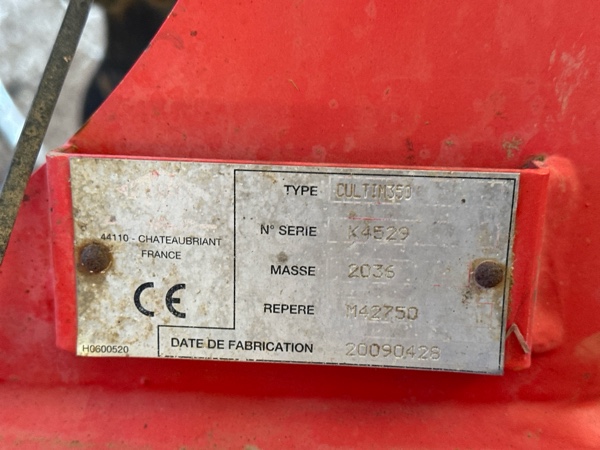 TYPE CULTIM350
N° SERIE K4529
44110 - CHATEAUBRIANT
FRANCE
MASSE 2036
REPERE M42750
CE
DATE DE FABRICATION 20090428
H0600520